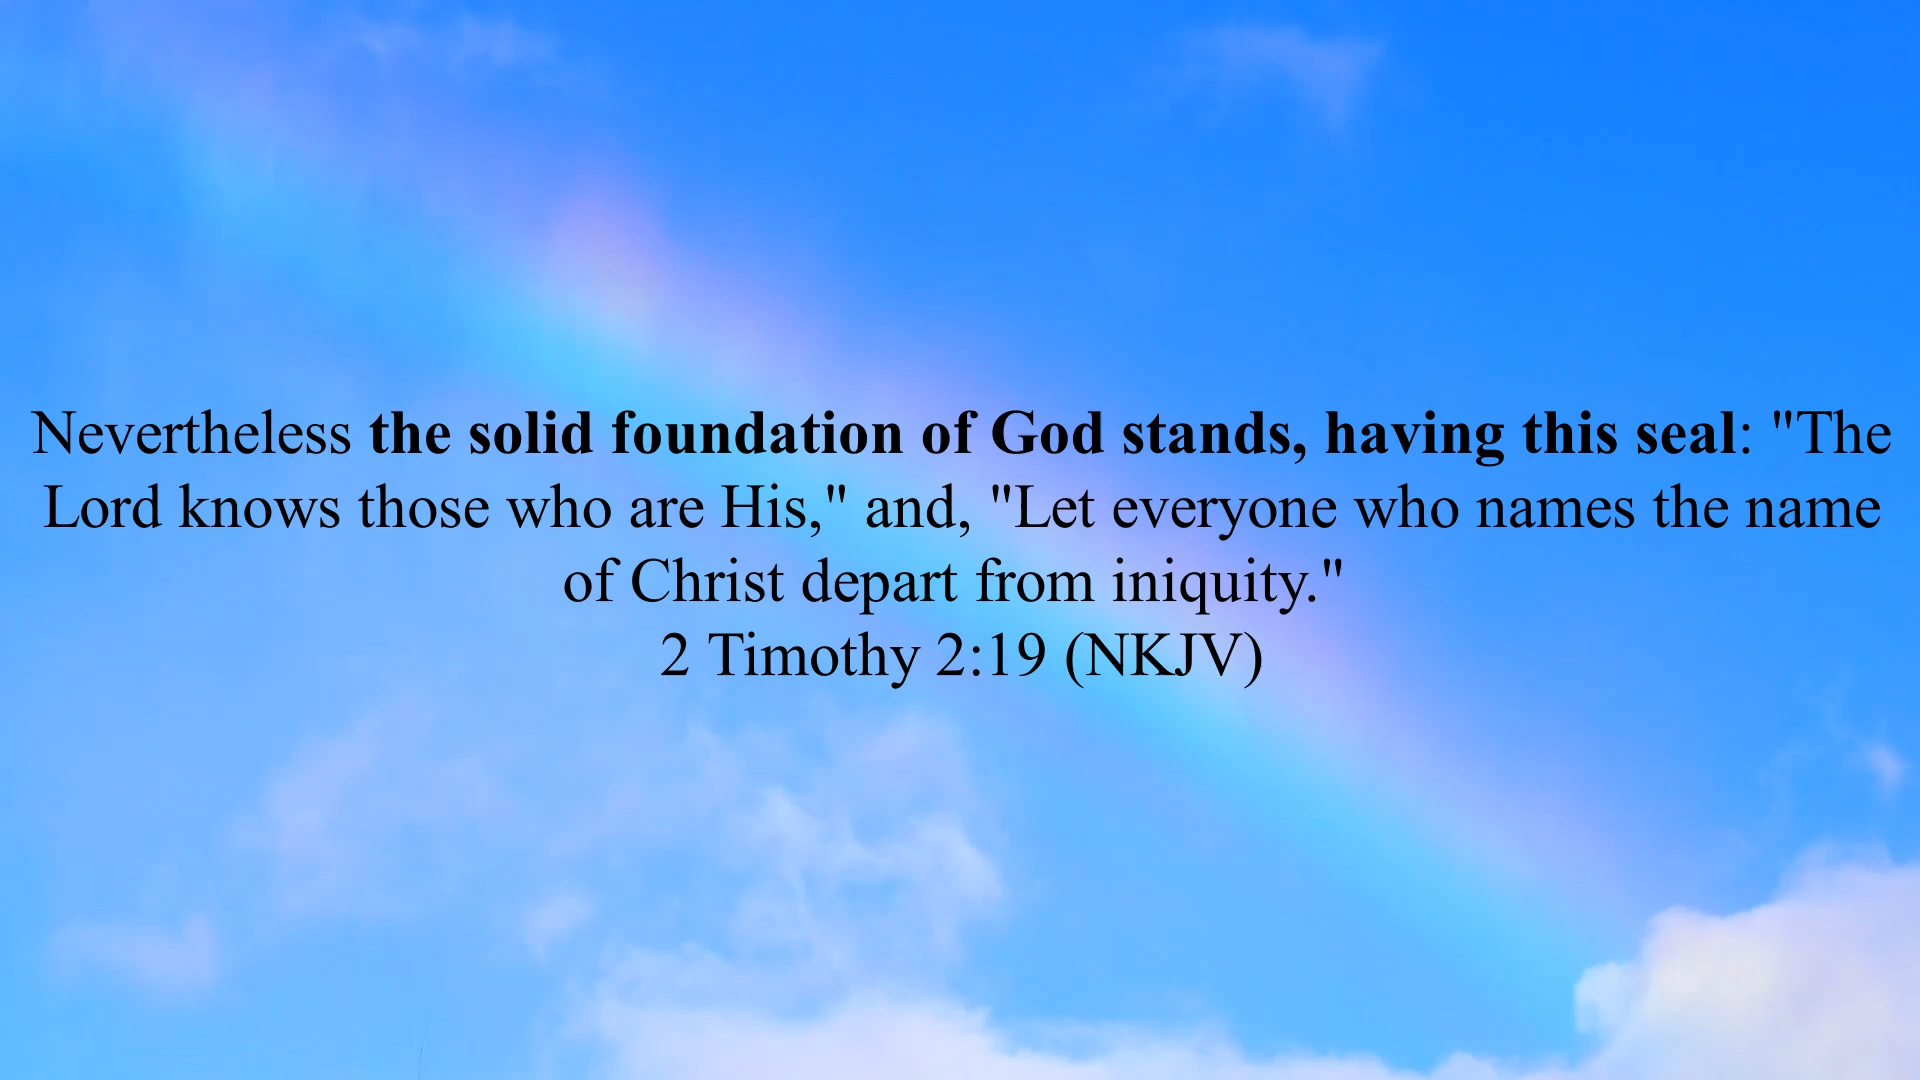 Nevertheless the solid foundation of God stands, having this seal: "The
Lord knows those who are His," and, "Let everyone who names the name
of Christ depart from iniquity."
2 Timothy 2:19 (NKJV)